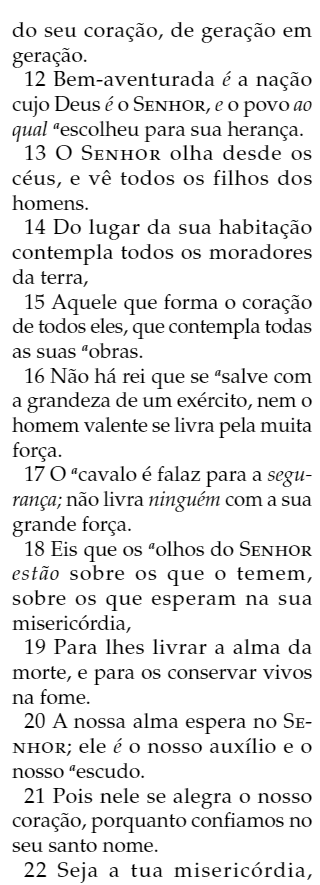 do seu coração, de geração em
geração.
12 Bem-aventurada é a nação
cujo Deus é o SENHOR, e o povo ao
qual ᵃescolheu para sua herança.
13 O SENHOR olha desde os
céus, e vê todos os filhos dos
homens.
14 Do lugar da sua habitação
contempla todos os moradores
da terra,
15 Aquele que forma o coração
de todos eles, que contempla todas
as suas ᵃobras.
16 Não há rei que se ᵃsalve com
a grandeza de um exército, nem o
homem valente se livra pela muita
força.
17 O ᵃcavalo é falaz para a segu-
rança; não livra ninguém com a sua
grande força.
18 Eis que os ᵃolhos do SENHOR
estão sobre os que o temem,
sobre os que esperam na sua
misericórdia,
19 Para lhes livrar a alma da
morte, e para os conservar vivos
na fome.
20 A nossa alma espera no SE-
NHOR; ele é o nosso auxílio e o
nosso ᵃescudo.
21 Pois nele se alegra o nosso
coração, porquanto confiamos no
seu santo nome.
22 Seja a tua misericórdia,